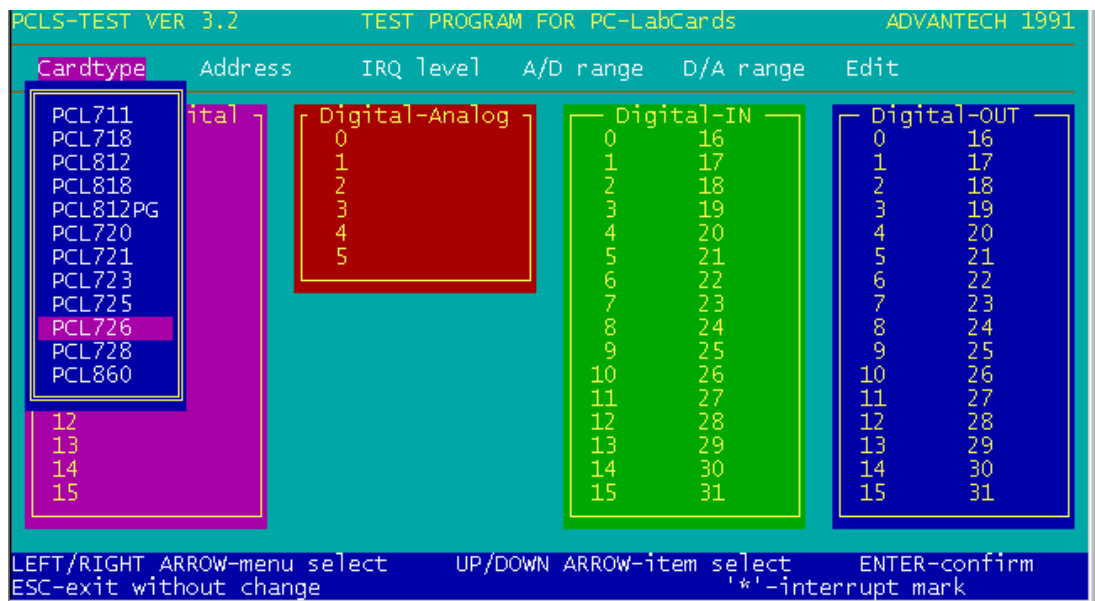 PCLS-TEST VER 3.2 TEST PROGRAM FOR PC-LabCards ADVANTECH 1991
Cardtype Address IRQ level A/D range D/A range Edit
PCL711
PCL718
PCL812
PCL818
PCL812PG
PCL720
PCL721
PCL723
PCL725
PCL726
PCL728
PCL860
ital
12
13
14
15
Digital-Analog
0
1
2
3
4
5
Digital-IN
0 16
1 17
2 18
3 19
4 20
5 21
6 22
7 23
8 24
9 25
10 26
11 27
12 28
13 29
14 30
15 31
Digital-OUT
0 16
1 17
2 18
3 19
4 20
5 21
6 22
7 23
8 24
9 25
10 26
11 27
12 28
13 29
14 30
15 31
LEFT/RIGHT ARROW-menu select UP/DOWN ARROW-item select ENTER-confirm
ESC-exit without change '*'-interrupt mark